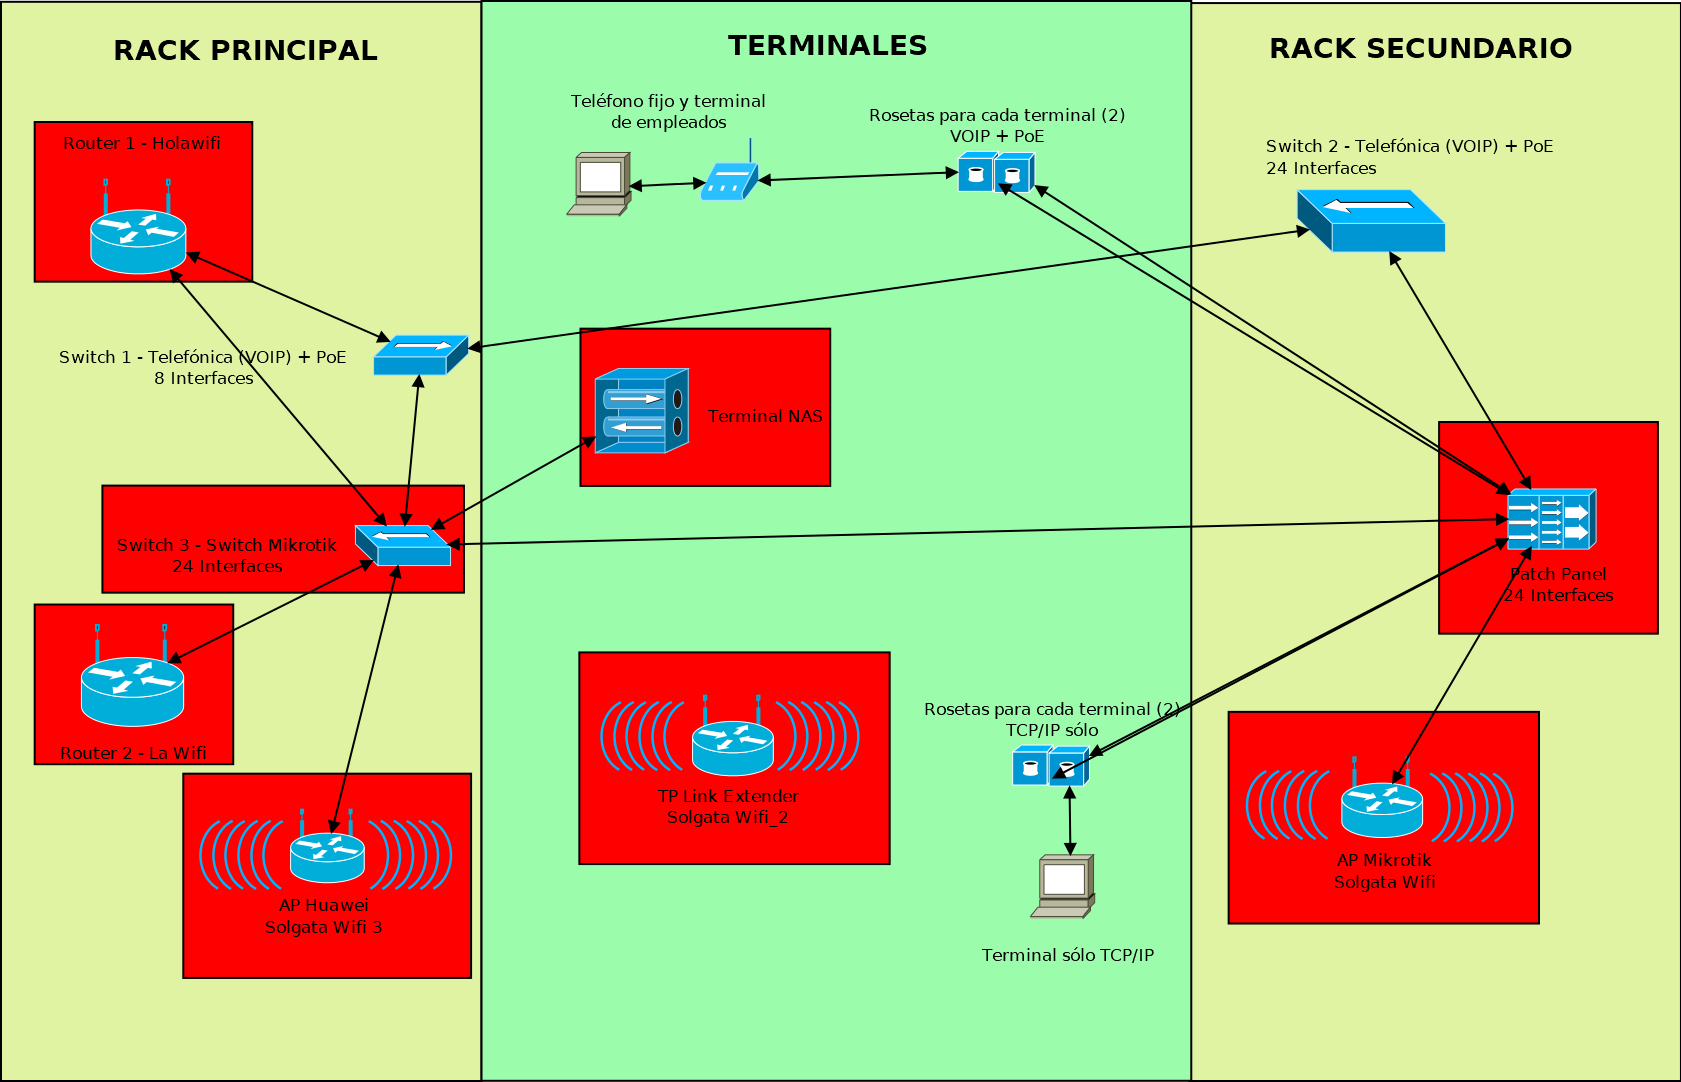 RACK PRINCIPAL
TERMINALES
RACK SECUNDARIO
Router 1 - Holawifi
Teléfono fijo y terminal
de empleados
Rosetas para cada terminal (2)
VOIP + PoE
Switch 2 - Telefónica (VOIP) + PoE
24 Interfaces
Switch 1 - Telefónica (VOIP) + PoE
8 Interfaces
Terminal NAS
Switch 3 - Switch Mikrotik
24 Interfaces
Patch Panel
24 Interfaces
Router 2 - La Wifi
TP Link Extender
Solgata Wifi_2
Rosetas para cada terminal (2)
TCP/IP sólo
AP Mikrotik
Solgata Wifi
AP Huawei
Solgata Wifi 3
Terminal sólo TCP/IP